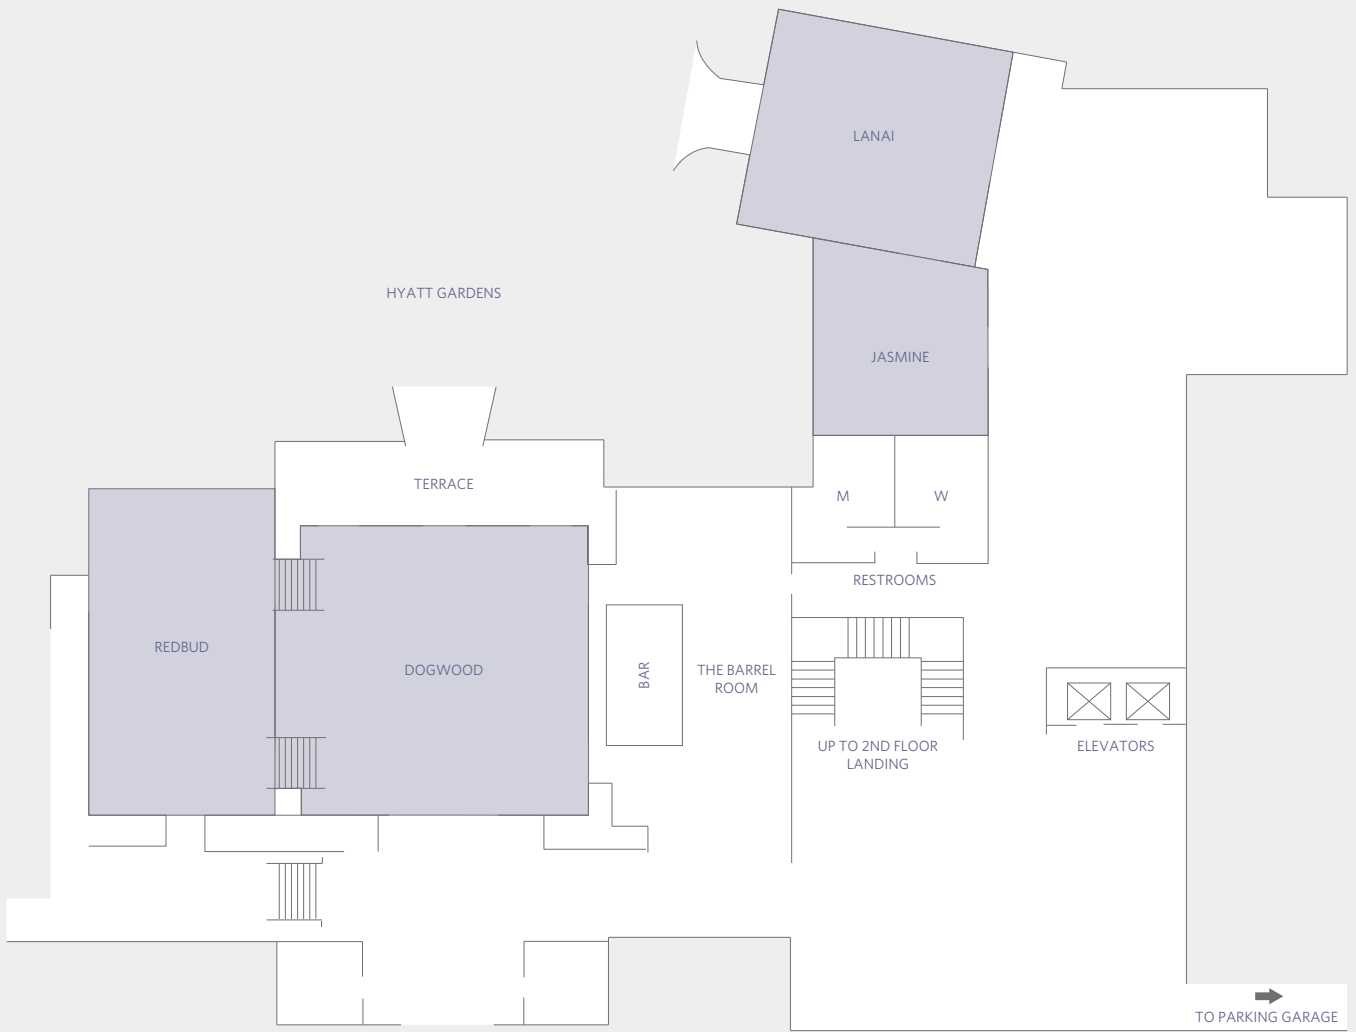 LANAI
HYATT GARDENS
JASMINE
TERRACE
M
W
RESTROOMS
REDBUD
DOGWOOD
BAR
THE BARREL
ROOM
UP TO 2ND FLOOR
LANDING
ELEVATORS
TO PARKING GARAGE